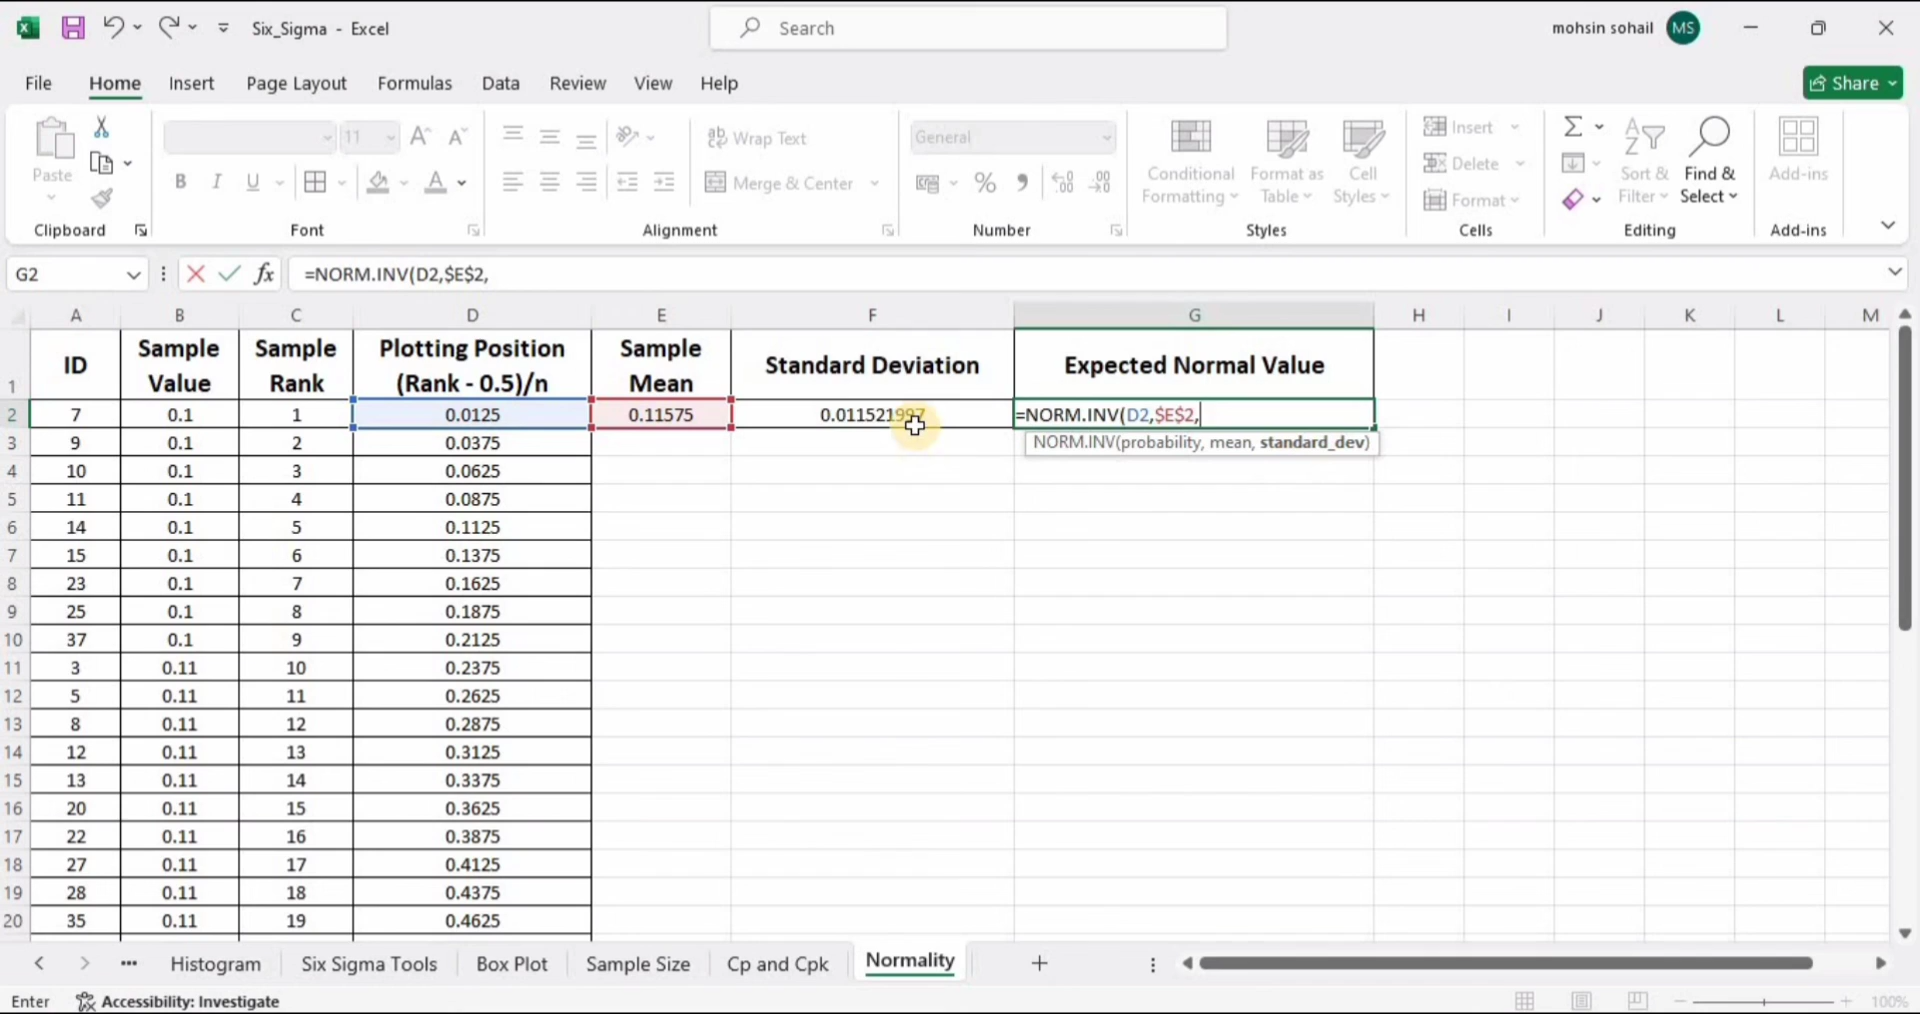 Six_Sigma - Excel
Search
mohsin sohail MS
File Home Insert Page Layout Formulas Data Review View Help
Share
Paste
Clipboard
11
B I U
Font
Wrap Text
Merge & Center
Alignment
General
Number
Conditional Formatting
Format as Table
Cell Styles
Styles
Insert
Delete
Format
Cells
Sort & Filter
Find & Select
Editing
Add-ins
Add-ins
G2 fx =NORM.INV(D2,$E$2,
A B C D E F G H I J K L M
1 ID Sample Value Sample Rank Plotting Position (Rank - 0.5)/n Sample Mean Standard Deviation Expected Normal Value
2 7 0.1 1 0.0125 0.11575 0.011521997 =NORM.INV(D2,$E$2,
NORM.INV(probability, mean, standard_dev)
3 9 0.1 2 0.0375
4 10 0.1 3 0.0625
5 11 0.1 4 0.0875
6 14 0.1 5 0.1125
7 15 0.1 6 0.1375
8 23 0.1 7 0.1625
9 25 0.1 8 0.1875
10 37 0.1 9 0.2125
11 3 0.11 10 0.2375
12 5 0.11 11 0.2625
13 8 0.11 12 0.2875
14 12 0.11 13 0.3125
15 13 0.11 14 0.3375
16 20 0.11 15 0.3625
17 22 0.11 16 0.3875
18 27 0.11 17 0.4125
19 28 0.11 18 0.4375
20 35 0.11 19 0.4625
Histogram Six Sigma Tools Box Plot Sample Size Cp and Cpk Normality
Enter Accessibility: Investigate 100%